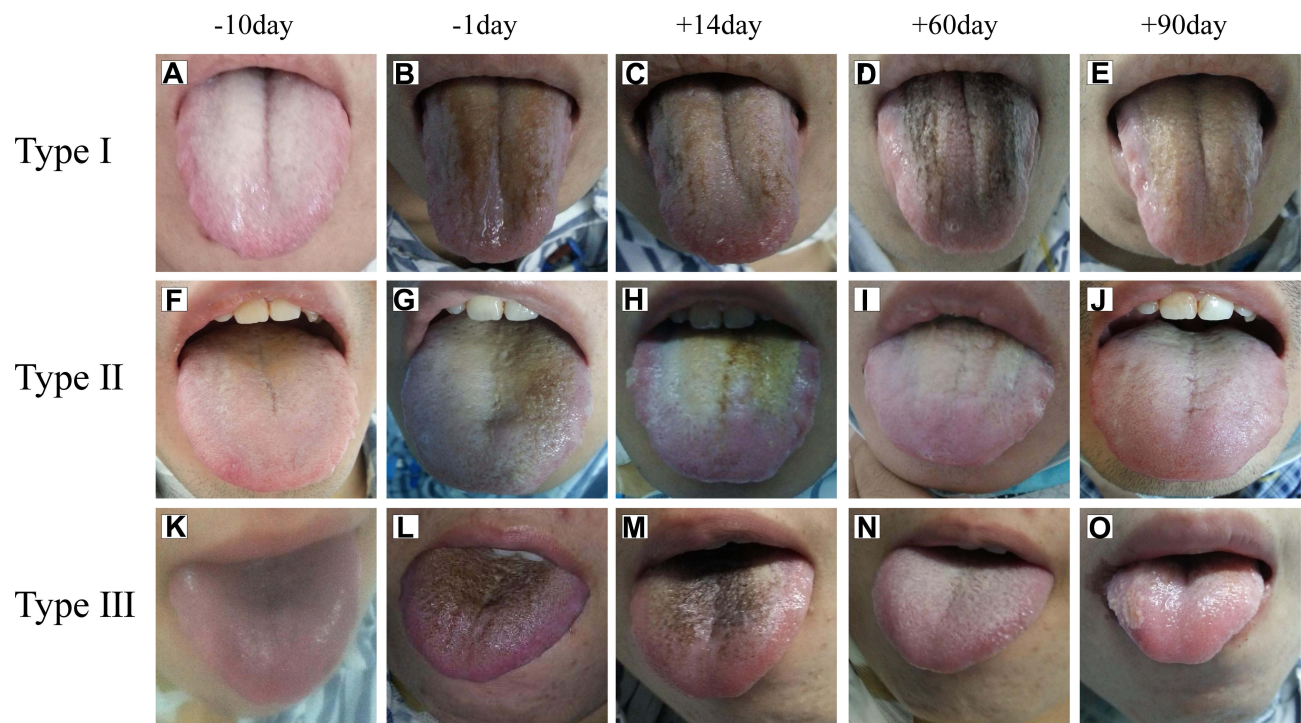 -10day -1day +14day +60day +90day
A B C D E
Type I
F G H I J
Type II
K L M N O
Type III